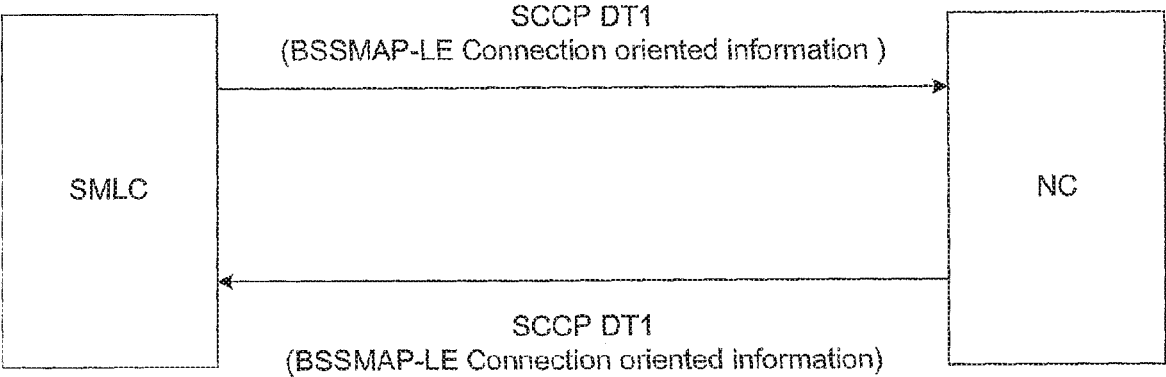 SCCP DT1
(BSSMAP-LE Connection oriented information )
SMLC
NC
SCCP DT1
(BSSMAP-LE Connection oriented information)